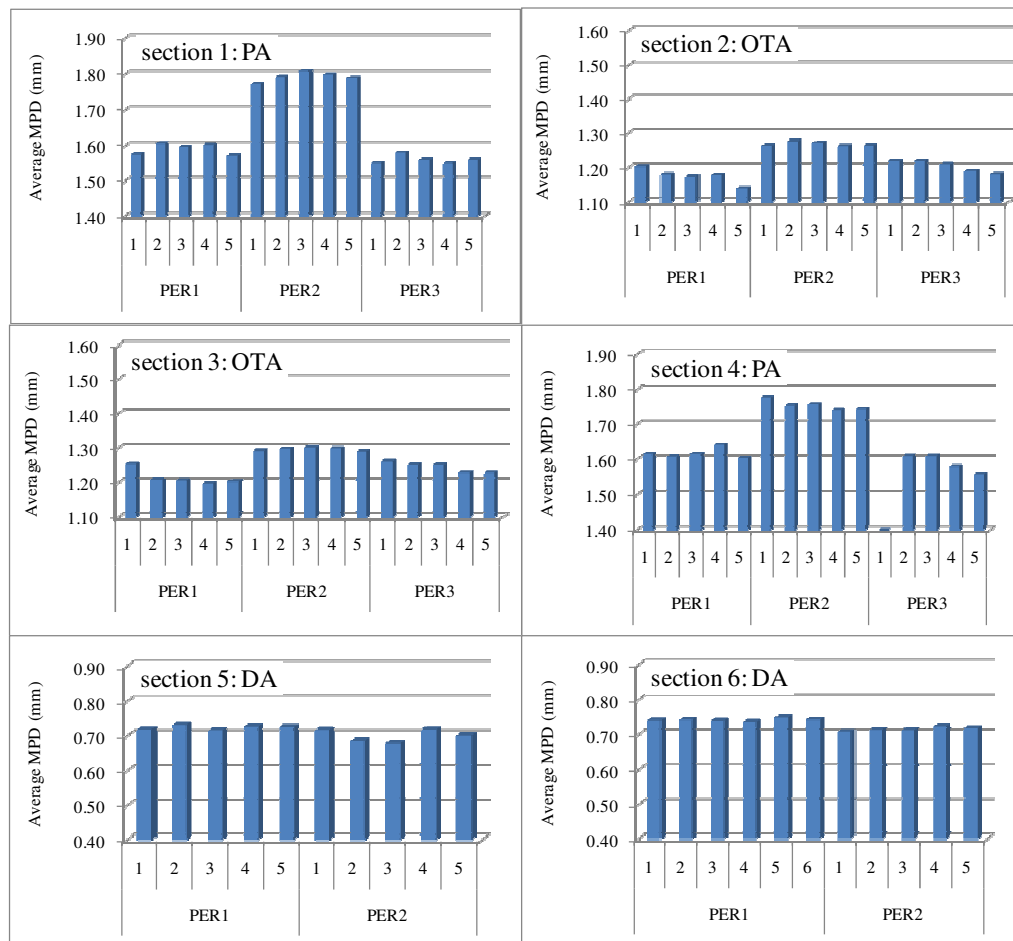 section 1: PA
Average MPD (mm)
1.90
1.80
1.70
1.60
1.50
1.40
1 2 3 4 5 1 2 3 4 5 1 2 3 4 5
PER1 PER2 PER3
section 2: OTA
Average MPD (mm)
1.60
1.50
1.40
1.30
1.20
1.10
1 2 3 4 5 1 2 3 4 5 1 2 3 4 5
PER1 PER2 PER3
section 3: OTA
Average MPD (mm)
1.60
1.50
1.40
1.30
1.20
1.10
1 2 3 4 5 1 2 3 4 5 1 2 3 4 5
PER1 PER2 PER3
section 4: PA
Average MPD (mm)
1.90
1.80
1.70
1.60
1.50
1.40
1 2 3 4 5 1 2 3 4 5 1 2 3 4 5
PER1 PER2 PER3
section 5: DA
Average MPD (mm)
0.90
0.80
0.70
0.60
0.50
0.40
1 2 3 4 5 1 2 3 4 5
PER1 PER2
section 6: DA
Average MPD (mm)
0.90
0.80
0.70
0.60
0.50
0.40
1 2 3 4 5 6 1 2 3 4 5
PER1 PER2